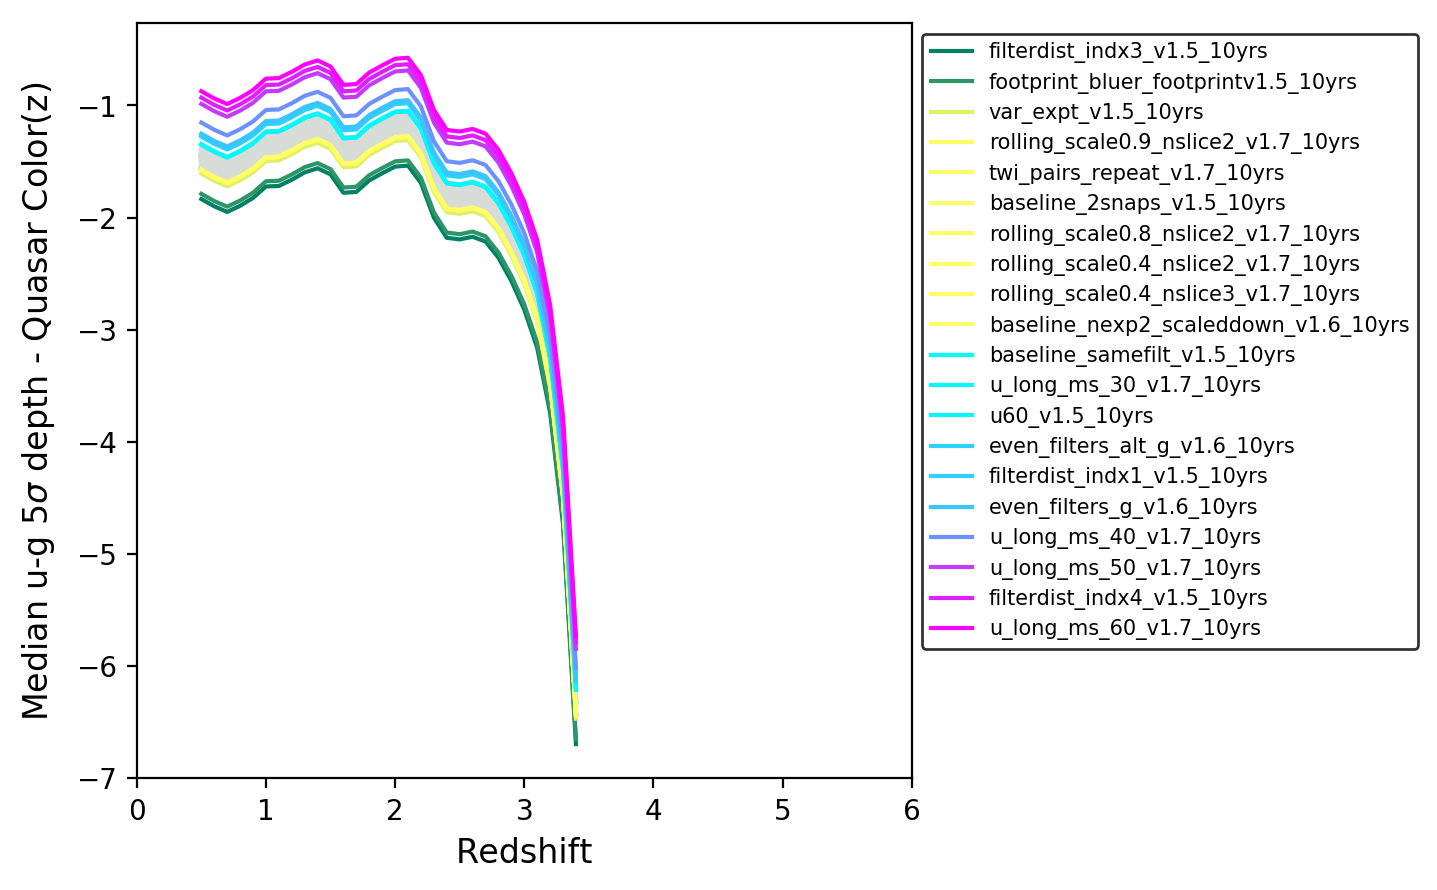 Median u-g 5σ depth - Quasar Color(z)
−1
−2
−3
−4
−5
−6
−7
0 1 2 3 4 5 6
Redshift
filterdist_indx3_v1.5_10yrs
footprint_bluer_footprintv1.5_10yrs
var_expt_v1.5_10yrs
rolling_scale0.9_nslice2_v1.7_10yrs
twi_pairs_repeat_v1.7_10yrs
baseline_2snaps_v1.5_10yrs
rolling_scale0.8_nslice2_v1.7_10yrs
rolling_scale0.4_nslice2_v1.7_10yrs
rolling_scale0.4_nslice3_v1.7_10yrs
baseline_nexp2_scaleddown_v1.6_10yrs
baseline_samefilt_v1.5_10yrs
u_long_ms_30_v1.7_10yrs
u60_v1.5_10yrs
even_filters_alt_g_v1.6_10yrs
filterdist_indx1_v1.5_10yrs
even_filters_g_v1.6_10yrs
u_long_ms_40_v1.7_10yrs
u_long_ms_50_v1.7_10yrs
filterdist_indx4_v1.5_10yrs
u_long_ms_60_v1.7_10yrs